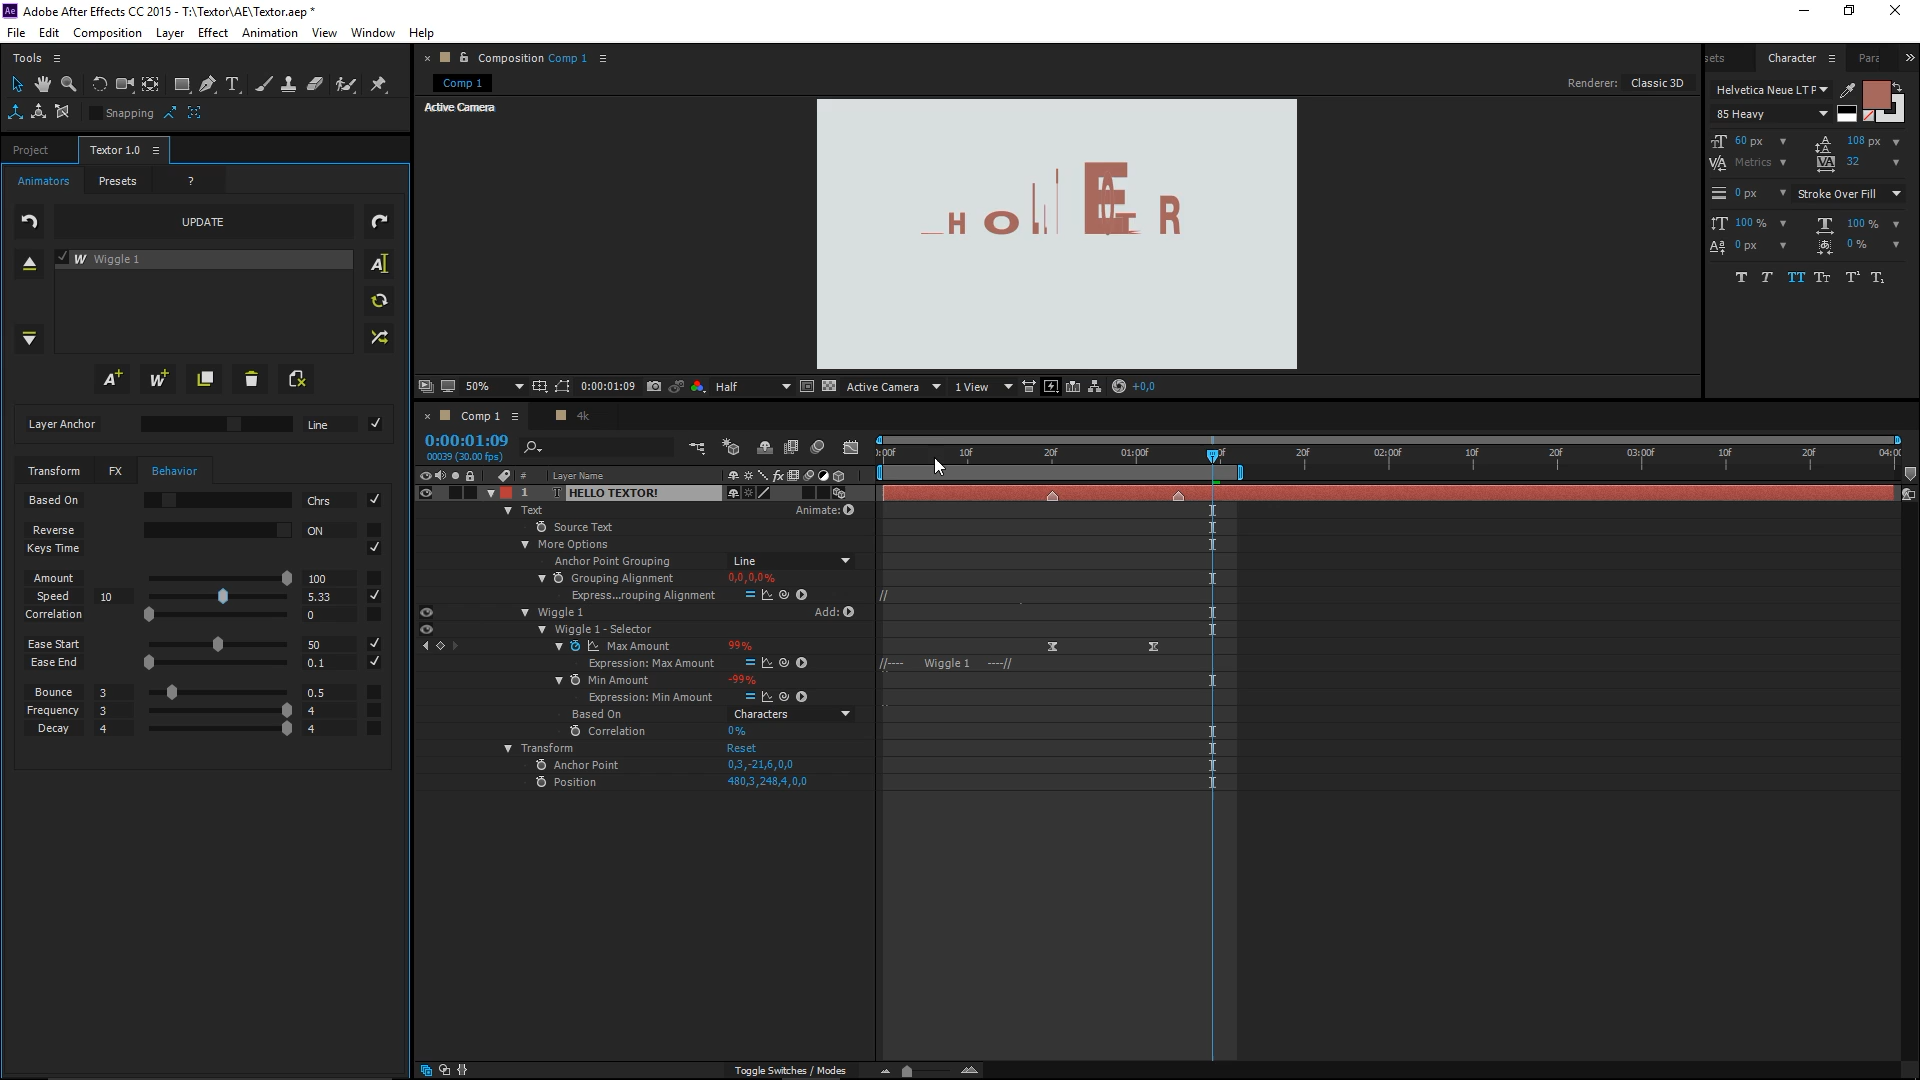 Ae Adobe After Effects CC 2015 - T:\Textor\AE\Textor.aep *
File Edit Composition Layer Effect Animation View Window Help
Tools
Snapping
Project Textor 1.0
Animators Presets ?
UPDATE
W Wiggle 1
Layer Anchor Line
Transform FX Behavior
Based On Chrs
Reverse ON
Keys Time
Amount 100
Speed 10 5.33
Correlation 0
Ease Start 50
Ease End 0.1
Bounce 3 0.5
Frequency 3 4
Decay 4 4
Composition Comp 1
Comp 1
Renderer: Classic 3D
Active Camera
50% 0:00:01:09 Half Active Camera 1 View +0,0
sets Character Para
Helvetica Neue LT P
85 Heavy
60 px 108 px
Metrics 32
0 px Stroke Over Fill
100 % 100 %
0 px 0 %
T T TT Tт T¹ T₁
Comp 1 4k
0:00:01:09
00039 (30.00 fps)
:00f 10f 20f 01:00f 20f 02:00f 10f 20f 03:00f 10f 20f 04:00
# Layer Name
1 T HELLO TEXTOR!
Text Animate:
Source Text
More Options
Anchor Point Grouping Line
Grouping Alignment 0,0,0,0%
Express...rouping Alignment //
Wiggle 1 Add:
Wiggle 1 - Selector
Max Amount 99%
Expression: Max Amount //---- Wiggle 1 ----//
Min Amount -99%
Expression: Min Amount
Based On Characters
Correlation 0%
Transform Reset
Anchor Point 0,3,-21,6,0,0
Position 480,3,248,4,0,0
Toggle Switches / Modes